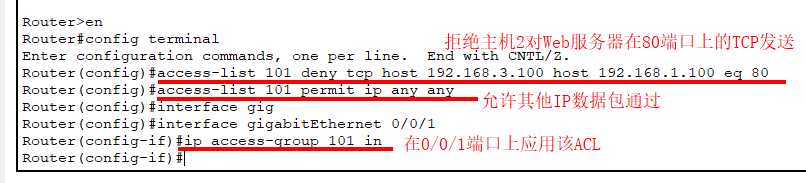 Router>en
Router#config terminal
拒绝主机2对Web服务器在80端口上的TCP发送
Enter configuration commands, one per line.  End with CNTL/Z.
Router(config)#access-list 101 deny tcp host 192.168.3.100 host 192.168.1.100 eq 80
Router(config)#access-list 101 permit ip any any
允许其他IP数据包通过
Router(config)#interface gig
Router(config)#interface gigabitEthernet 0/0/1
Router(config-if)#ip access-group 101 in
在0/0/1端口上应用该ACL
Router(config-if)#